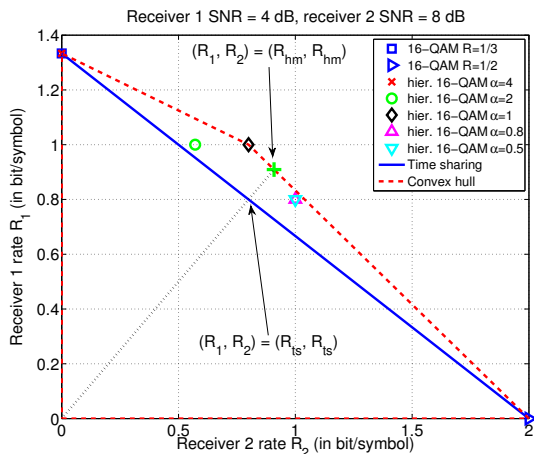 Receiver 1 SNR = 4 dB, receiver 2 SNR = 8 dB
(R1, R2) = (Rhm, Rhm)
16−QAM R=1/3
16−QAM R=1/2
hier. 16−QAM α=4
hier. 16−QAM α=2
hier. 16−QAM α=1
hier. 16−QAM α=0.8
hier. 16−QAM α=0.5
Time sharing
Convex hull
1.4
1.2
1
0.8
0.6
0.4
0.2
0
Receiver 1 rate R1 (in bit/symbol)
(R1, R2) = (Rts, Rts)
0
0.5
1
1.5
2
Receiver 2 rate R2 (in bit/symbol)